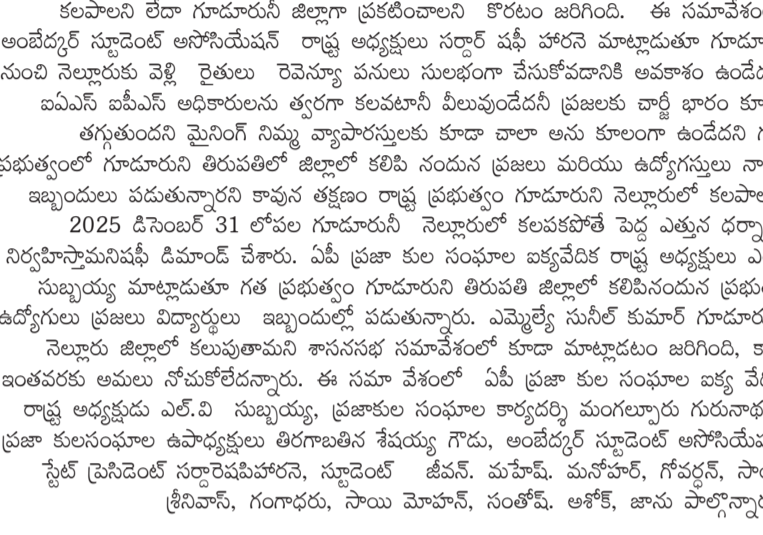 కలపాలని లేదా గూడూరునీ జిల్లాగా ప్రకటించాలని కొరటం జరిగింది. ఈ సమావేశం
అంబేద్కర్ స్టూడెంట్ అసోసియేషన్ రాష్ట్ర అధ్యక్షులు సర్దార్ షఫీ హారనె మాట్లాడుతూ
నుంచి నెల్లూరుకు వెళ్లి రైతులు రెవెన్యూ పనులు సులభంగా చేసుకోవడానికి అవకాశం
ఐఏఎస్ ఐపీఎస్ అధికారులను త్వరగా కలవటానీ వీలువుండేదనీ ప్రజలకు చార్జీ భారం
తగ్గుతుందని మైనింగ్ నిమ్మ వ్యాపారస్తులకు కూడా చాలా అను కూలంగా ఉండేదని
ప్రభుత్వంలో గూడూరుని తిరుపతిలో జిల్లాలో కలిపి నందున ప్రజలు మరియు ఉద్యోగస్తులు
ఇబ్బందులు పడుతున్నారని కావున తక్షణం రాష్ట్ర ప్రభుత్వం గూడూరుని నెల్లూరులో
2025 డిసెంబర్ 31 లోపల గూడూరునీ నెల్లూరులో కలపకపోతే పెద్ద ఎత్తున ధర్నా
నిర్వహిస్తామనిషఫీ డిమాండ్ చేశారు. ఏపీ ప్రజా కుల సంఘాల ఐక్యవేదిక రాష్ట్ర అధ్యక్షులు
సుబ్బయ్య మాట్లాడుతూ గత ప్రభుత్వం గూడూరుని తిరుపతి జిల్లాలో కలిపినందున
ఉద్యోగులు ప్రజలు విద్యార్థులు ఇబ్బందుల్లో పడుతున్నారు. ఎమ్మెల్యే సునీల్ కుమార్
నెల్లూరు జిల్లాలో కలుపుతామని శాసనసభ సమావేశంలో కూడా మాట్లాడటం జరిగింది,
ఇంతవరకు అమలు నోచుకోలేదన్నారు. ఈ సమా వేశంలో ఏపీ ప్రజా కుల సంఘాల ఐక్య
రాష్ట్ర అధ్యక్షుడు ఎల్.వి సుబ్బయ్య, ప్రజాకుల సంఘాల కార్యదర్శి మంగల్పూరు
ప్రజా కులసంఘాల ఉపాధ్యక్షులు తిరగాబతిన శేషయ్య గౌడు, అంబేద్కర్ స్టూడెంట్
స్టేట్ ప్రెసిడెంట్ సర్దారెషపిహారనె, స్టూడెంట్ జీవన్. మహేష్. మనోహర్, గోవర్ధన్,
శ్రీనివాస్, గంగాధరు, సాయి మోహన్, సంతోష్. అశోక్, జాను